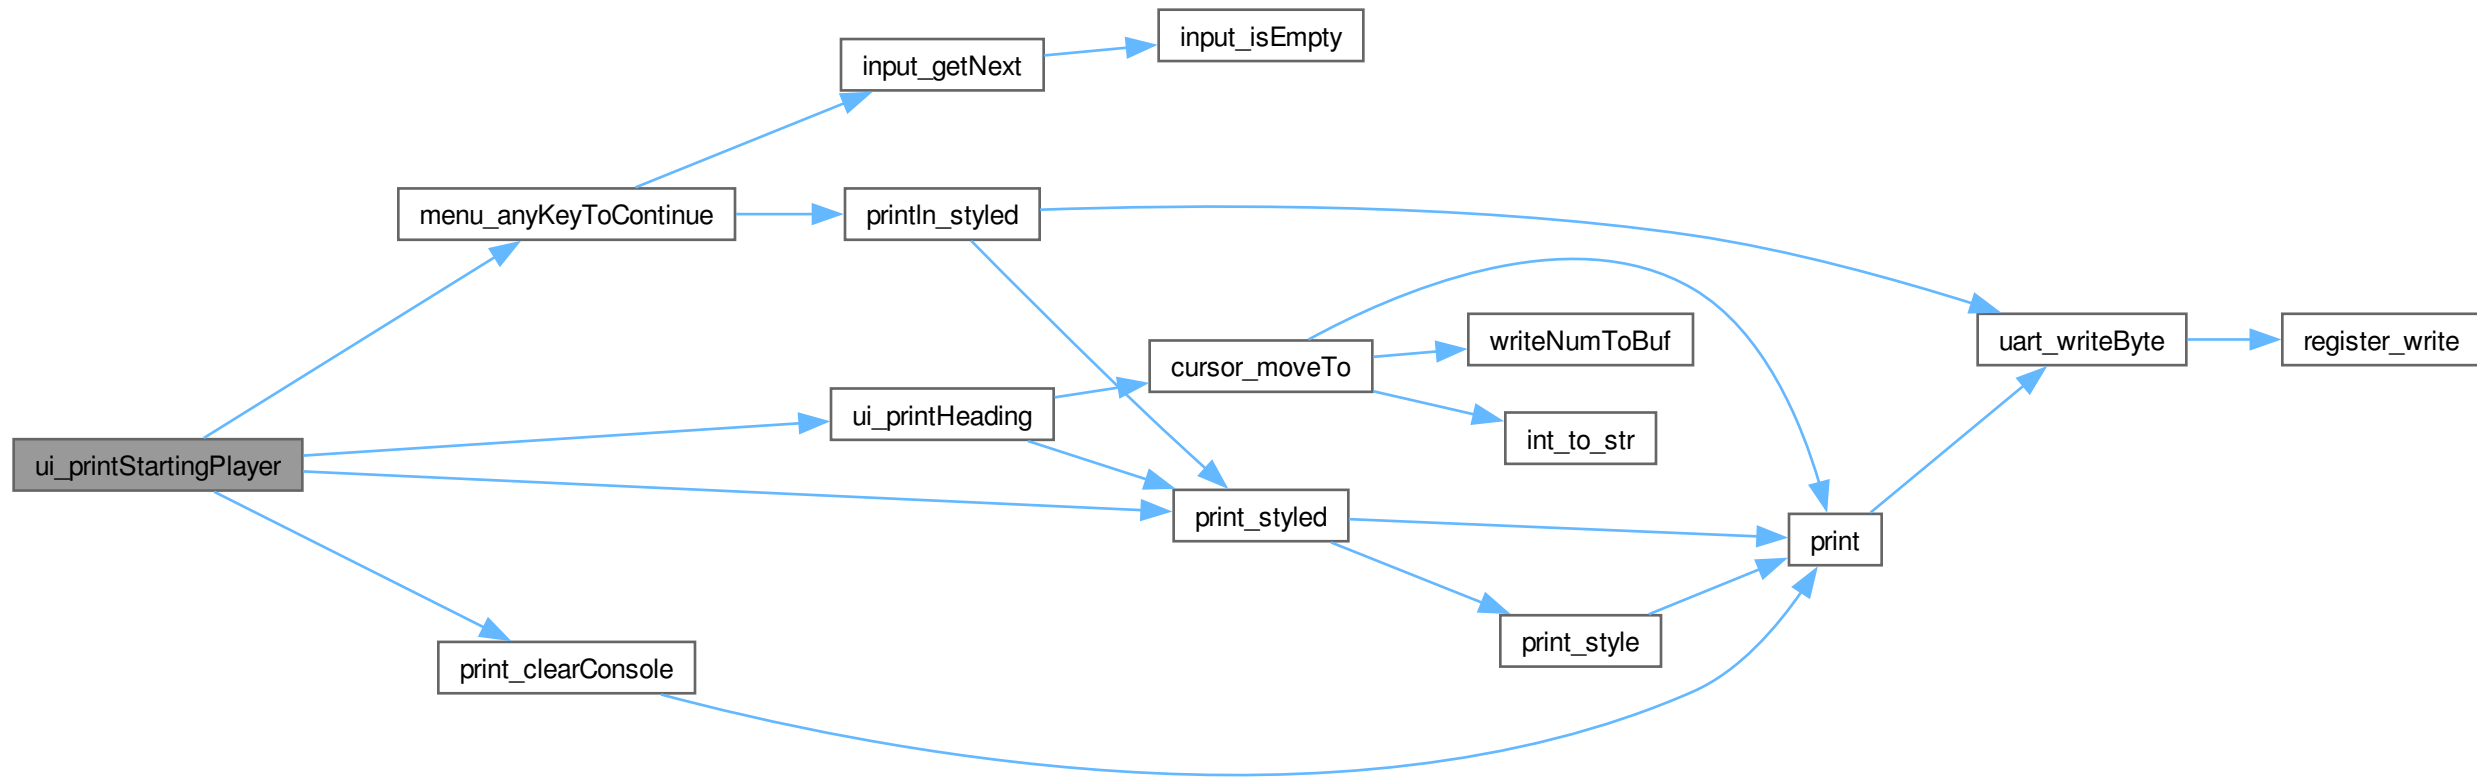 input_isEmpty
input_getNext
menu_anyKeyToContinue
println_styled
writeNumToBuf
uart_writeByte
register_write
cursor_moveTo
ui_printHeading
int_to_str
ui_printStartingPlayer
print_styled
print
print_style
print_clearConsole